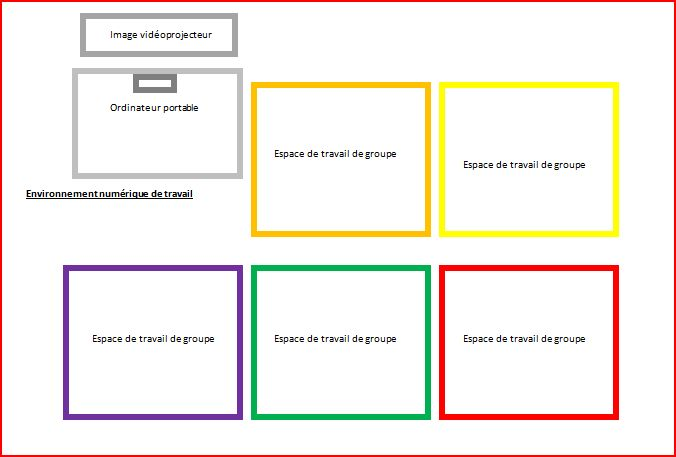 Image vidéoprojecteur
Ordinateur portable
Espace de travail de groupe
Espace de travail de groupe
Environnement numérique de travail
Espace de travail de groupe
Espace de travail de groupe
Espace de travail de groupe